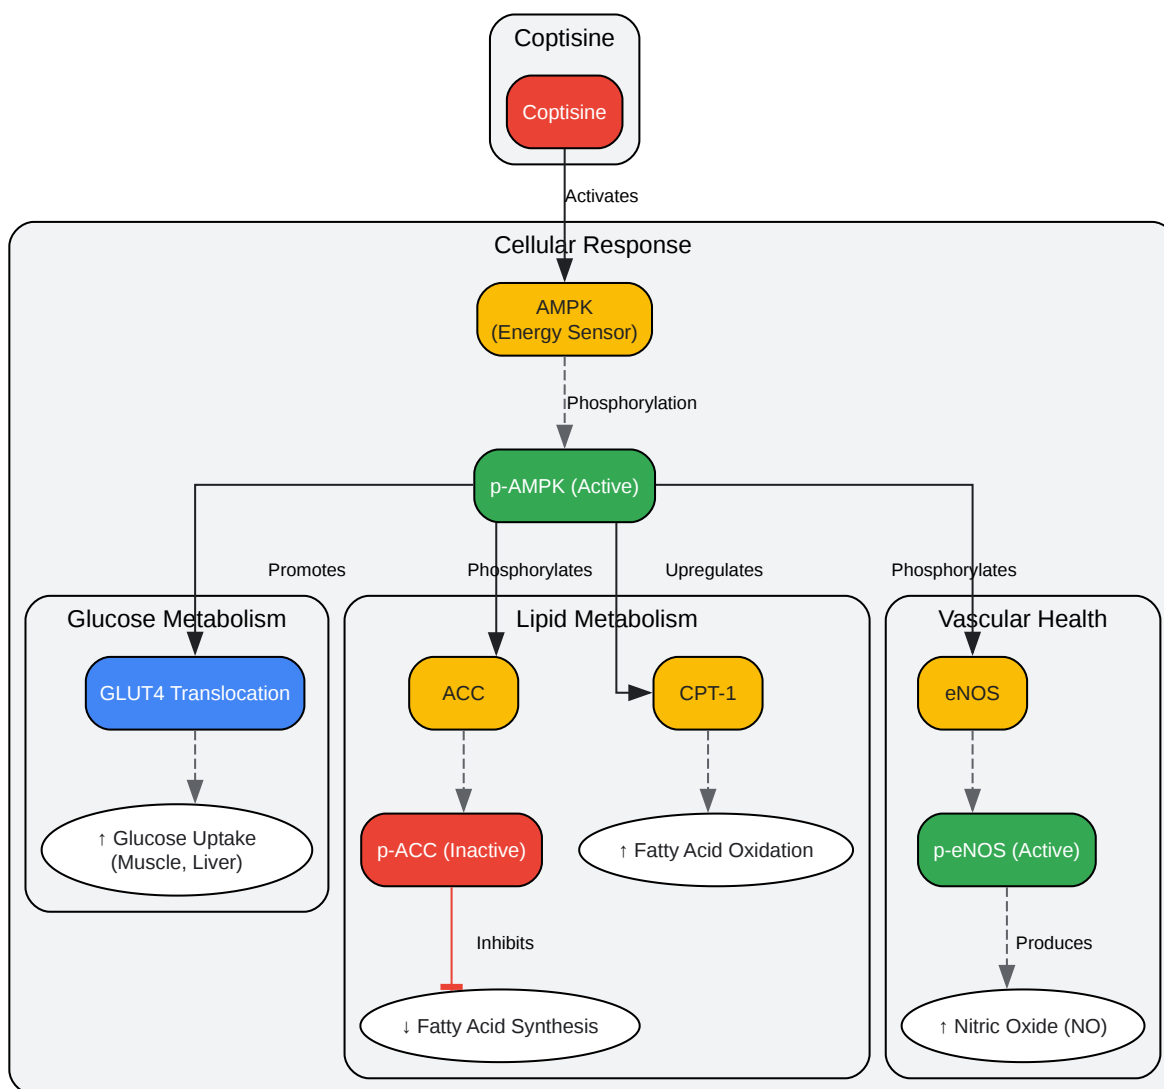 Coptisine
Coptisine
Activates
Cellular Response
AMPK
(Energy Sensor)
Phosphorylation
p-AMPK (Active)
Promotes
Phosphorylates
Upregulates
Phosphorylates
Glucose Metabolism
Lipid Metabolism
Vascular Health
GLUT4 Translocation
ACC
CPT-1
eNOS
↑ Glucose Uptake
(Muscle, Liver)
p-ACC (Inactive)
↑ Fatty Acid Oxidation
p-eNOS (Active)
Inhibits
Produces
↓ Fatty Acid Synthesis
↑ Nitric Oxide (NO)